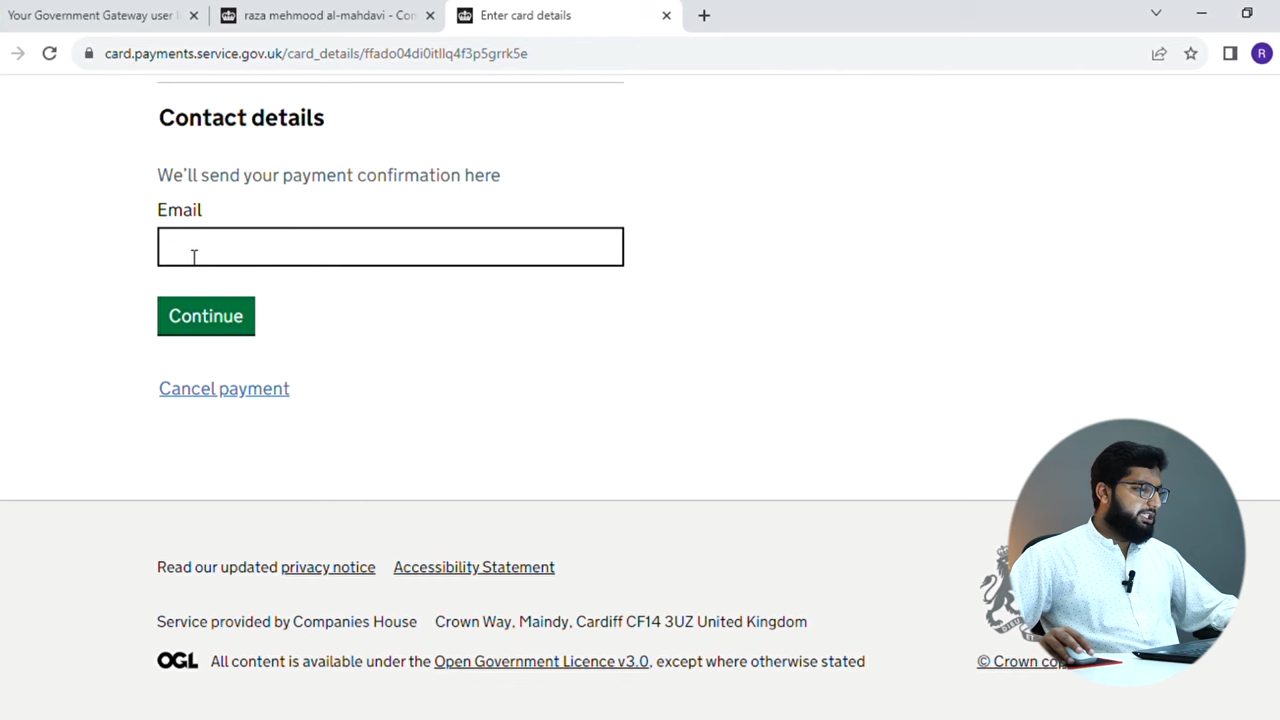 Your Government Gateway user
raza mehmood al-mahdavi - Con
Enter card details
card.payments.service.gov.uk/card_details/ffado04di0itllq4f3p5grrk5e
R
Contact details
We'll send your payment confirmation here
Email
Continue
Cancel payment
Read our updated privacy notice Accessibility Statement
Service provided by Companies House Crown Way, Maindy, Cardiff CF14 3UZ United Kingdom
OGL All content is available under the Open Government Licence v3.0, except where otherwise stated
© Crown cop